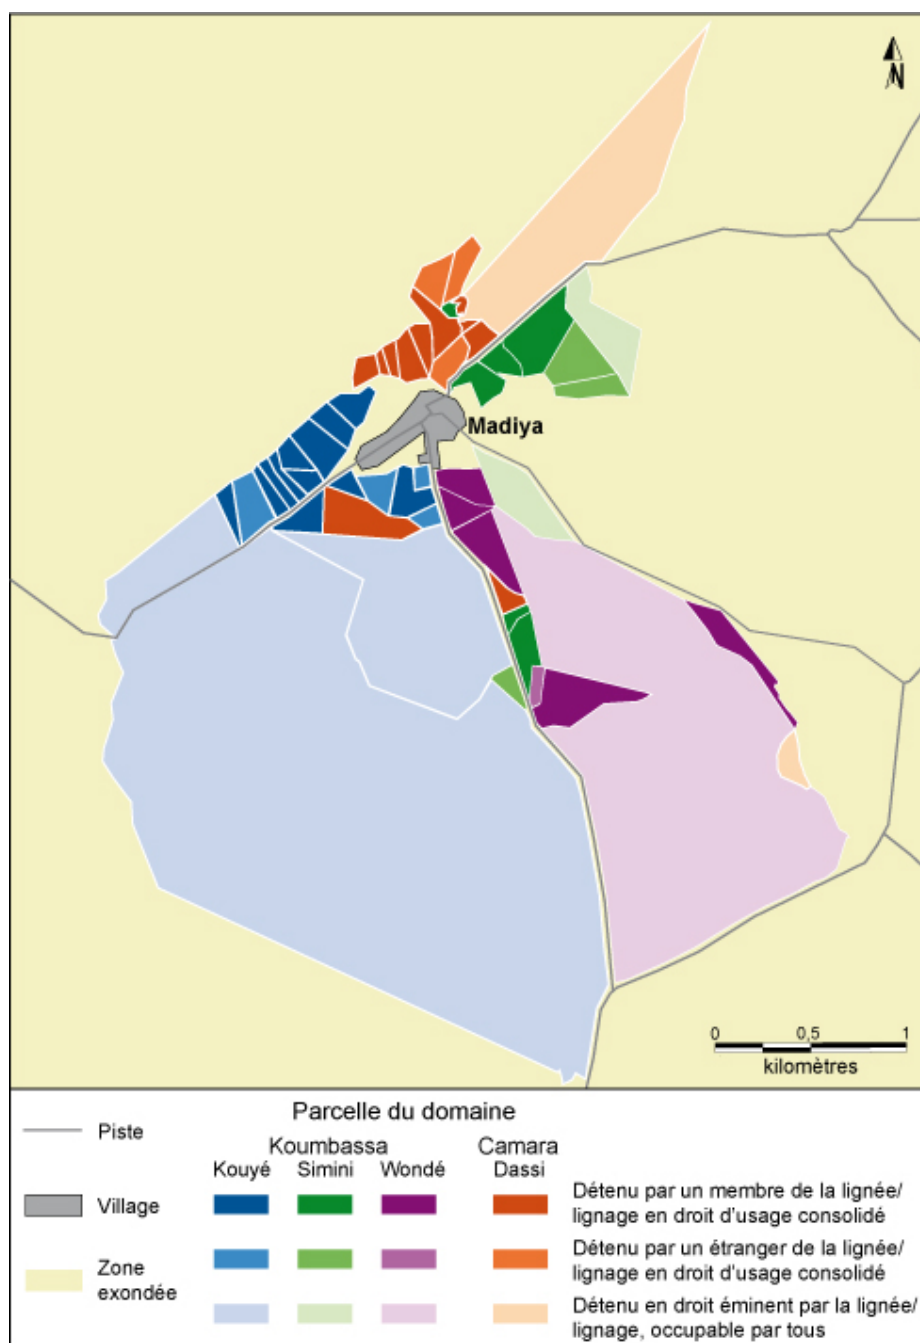 N
Madiya
0 0,5 1
kilomètres
Parcelle du domaine
Piste
Koumbassa Camara
Kouyé Simini Wondé Dassi
Village
Détenu par un membre de la lignée/
lignage en droit d'usage consolidé
Zone
exondée
Détenu par un étranger de la lignée/
lignage en droit d'usage consolidé
Détenu en droit éminent par la lignée/
lignage, occupable par tous